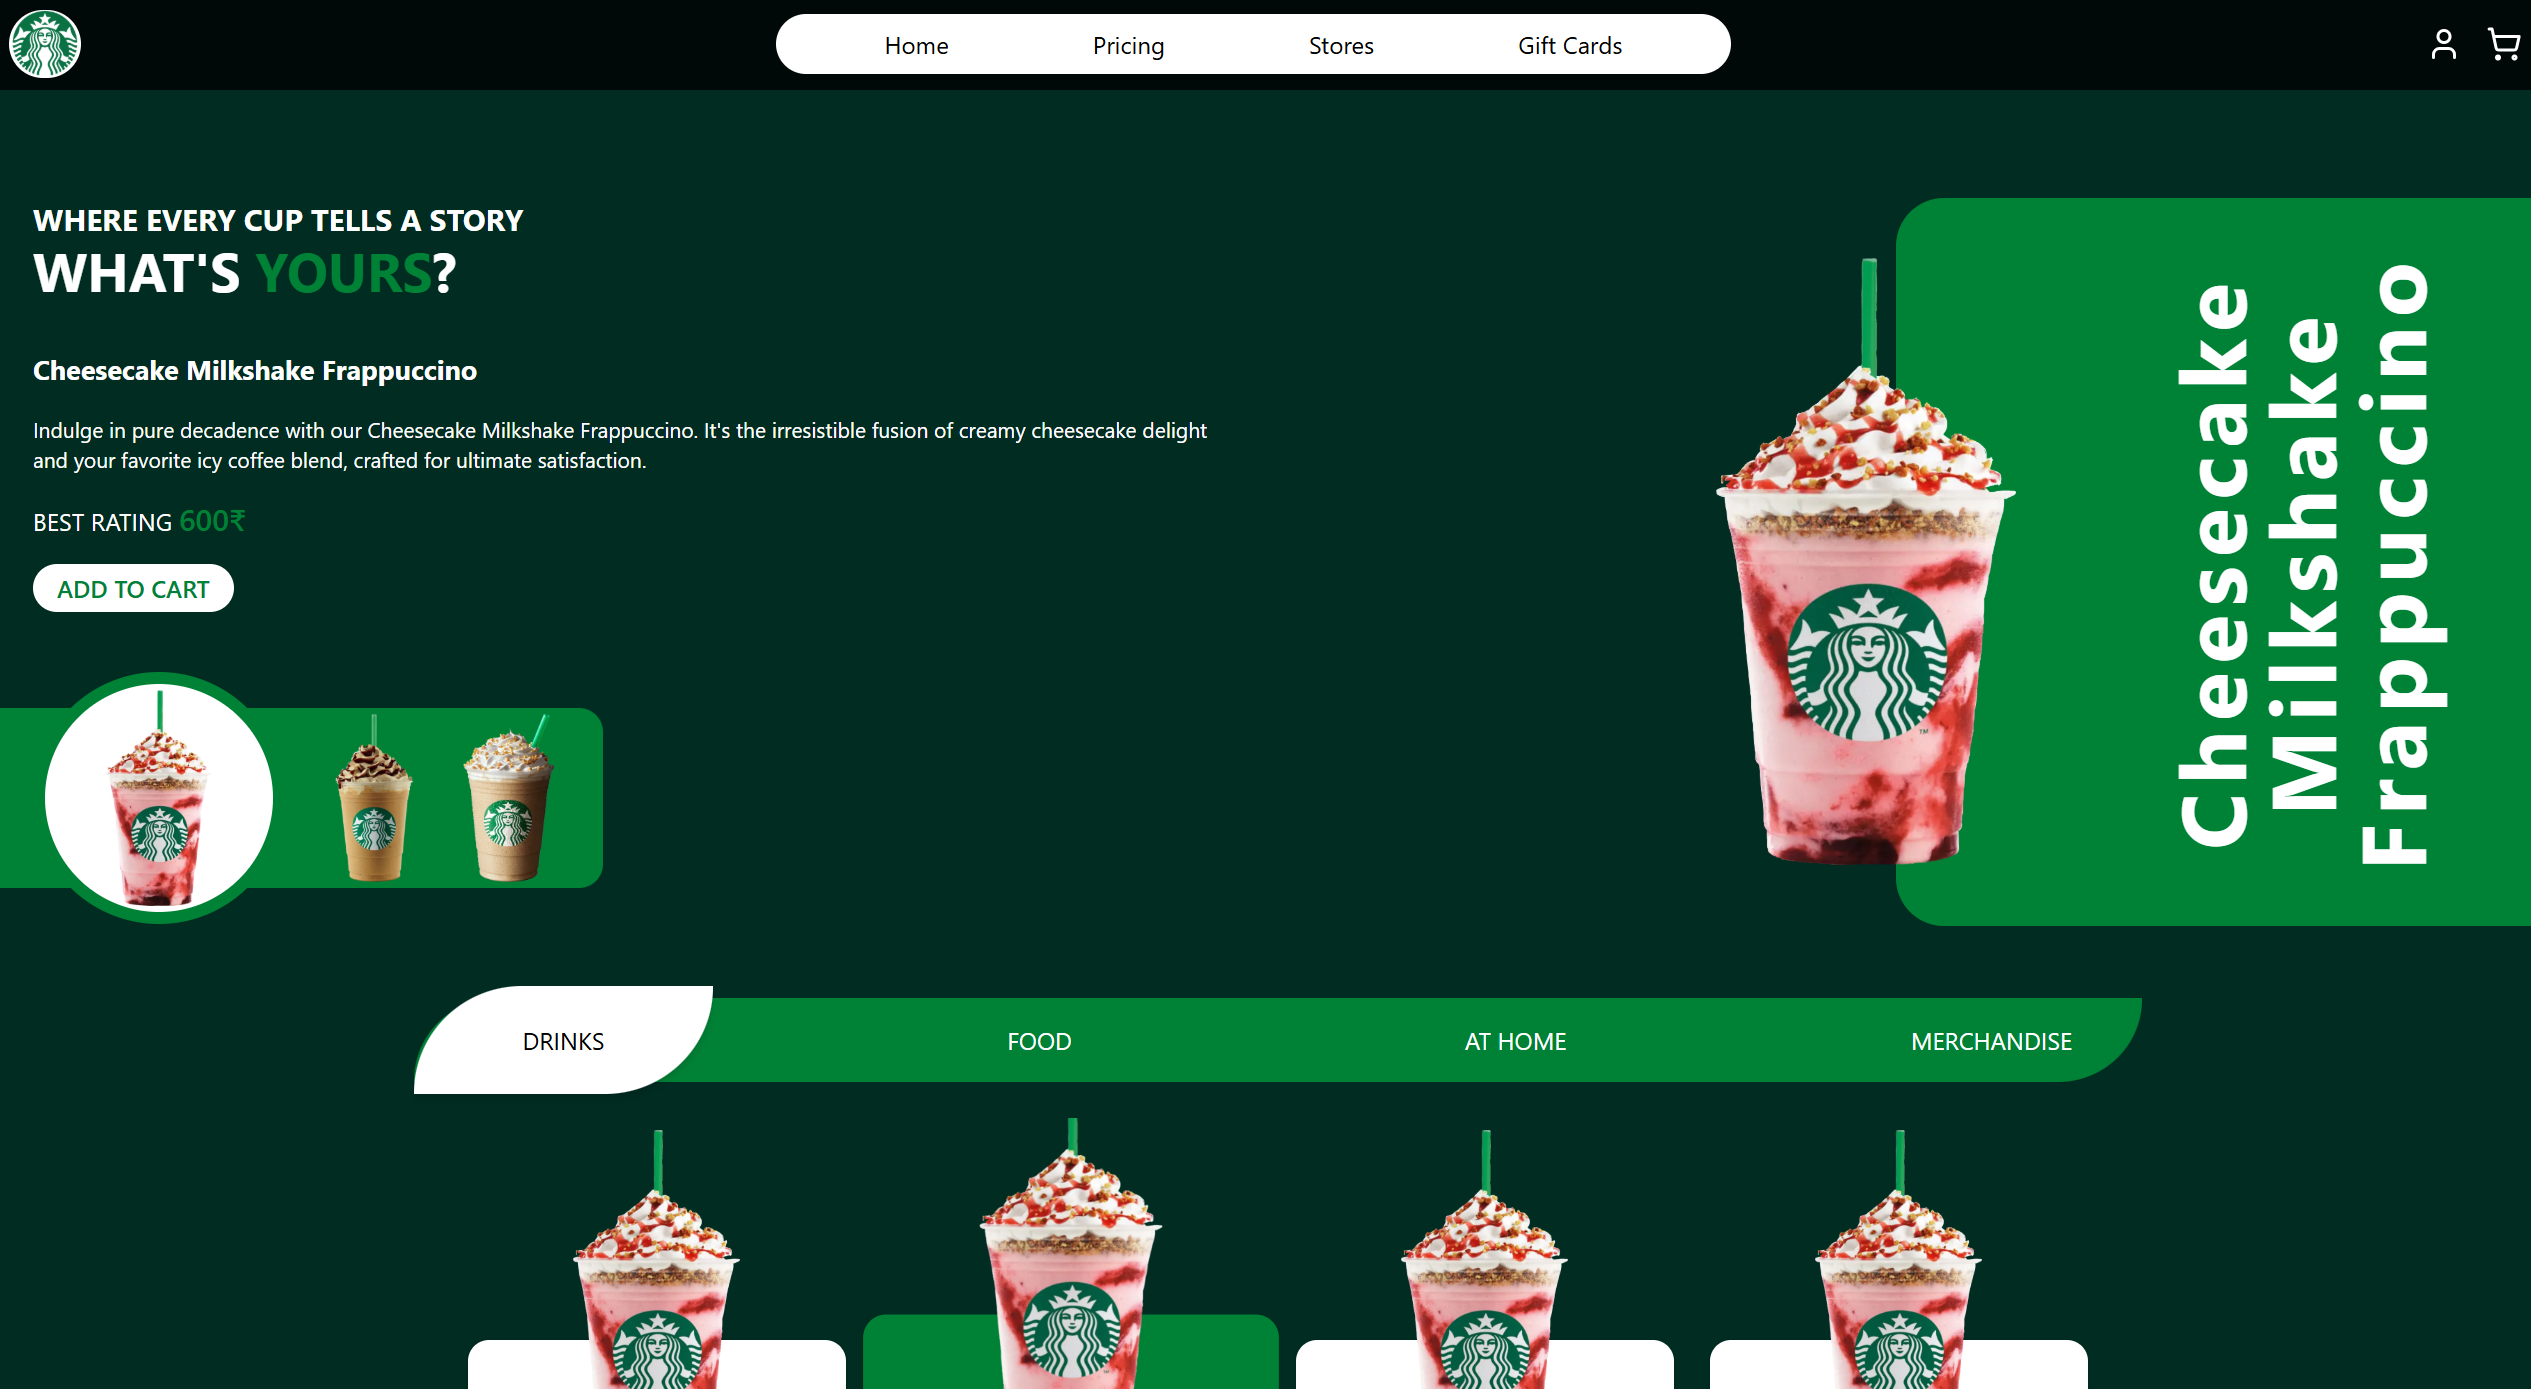 Home
Pricing
Stores
Gift Cards
WHERE EVERY CUP TELLS A STORY
WHAT'S YOURS?
Cheesecake Milkshake Frappuccino
Indulge in pure decadence with our Cheesecake Milkshake Frappuccino. It's the irresistible fusion of creamy cheesecake delight
and your favorite icy coffee blend, crafted for ultimate satisfaction.
BEST RATING 600₹
ADD TO CART
Cheesecake
Milkshake
Frappuccino
TM
DRINKS
FOOD
AT HOME
MERCHANDISE